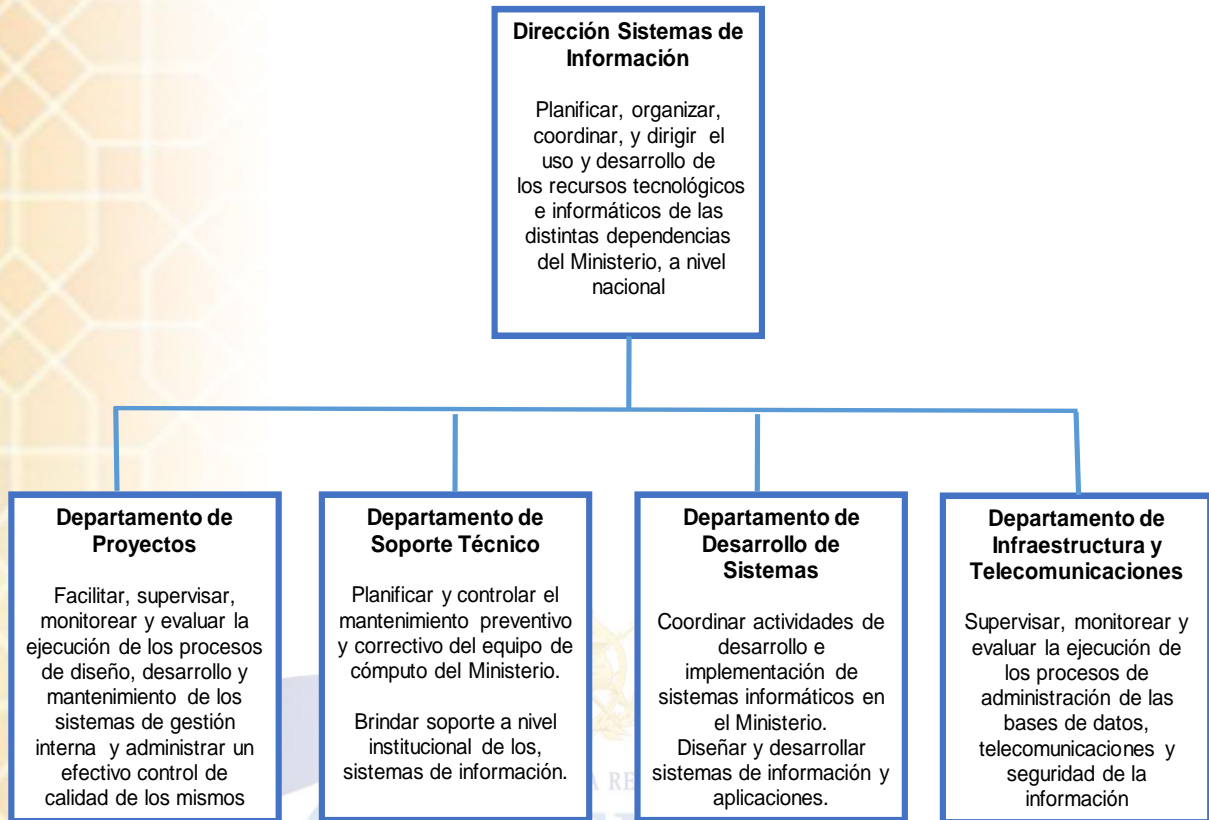 Dirección Sistemas de
Información
Planificar, organizar,
coordinar, y dirigir el
uso y desarrollo de
los recursos tecnológicos
e informáticos de las
distintas dependencias
del Ministerio, a nivel
nacional
Departamento de
Proyectos
Facilitar, supervisar,
monitorear y evaluar la
ejecución de los procesos
de diseño, desarrollo y
mantenimiento de los
sistemas de gestión
interna y administrar un
efectivo control de
calidad de los mismos
Departamento de
Soporte Técnico
Planificar y controlar el
mantenimiento preventivo
y correctivo del equipo de
cómputo del Ministerio.
Brindar soporte a nivel
institucional de los,
sistemas de información.
Departamento de
Desarrollo de
Sistemas
Coordinar actividades de
desarrollo e
implementación de
sistemas informáticos en
el Ministerio.
Diseñar y desarrollar
sistemas de información y
aplicaciones.
Departamento de
Infraestructura y
Telecomunicaciones
Supervisar, monitorear y
evaluar la ejecución de
los procesos de
administración de las
bases de datos,
telecomunicaciones y
seguridad de la
información